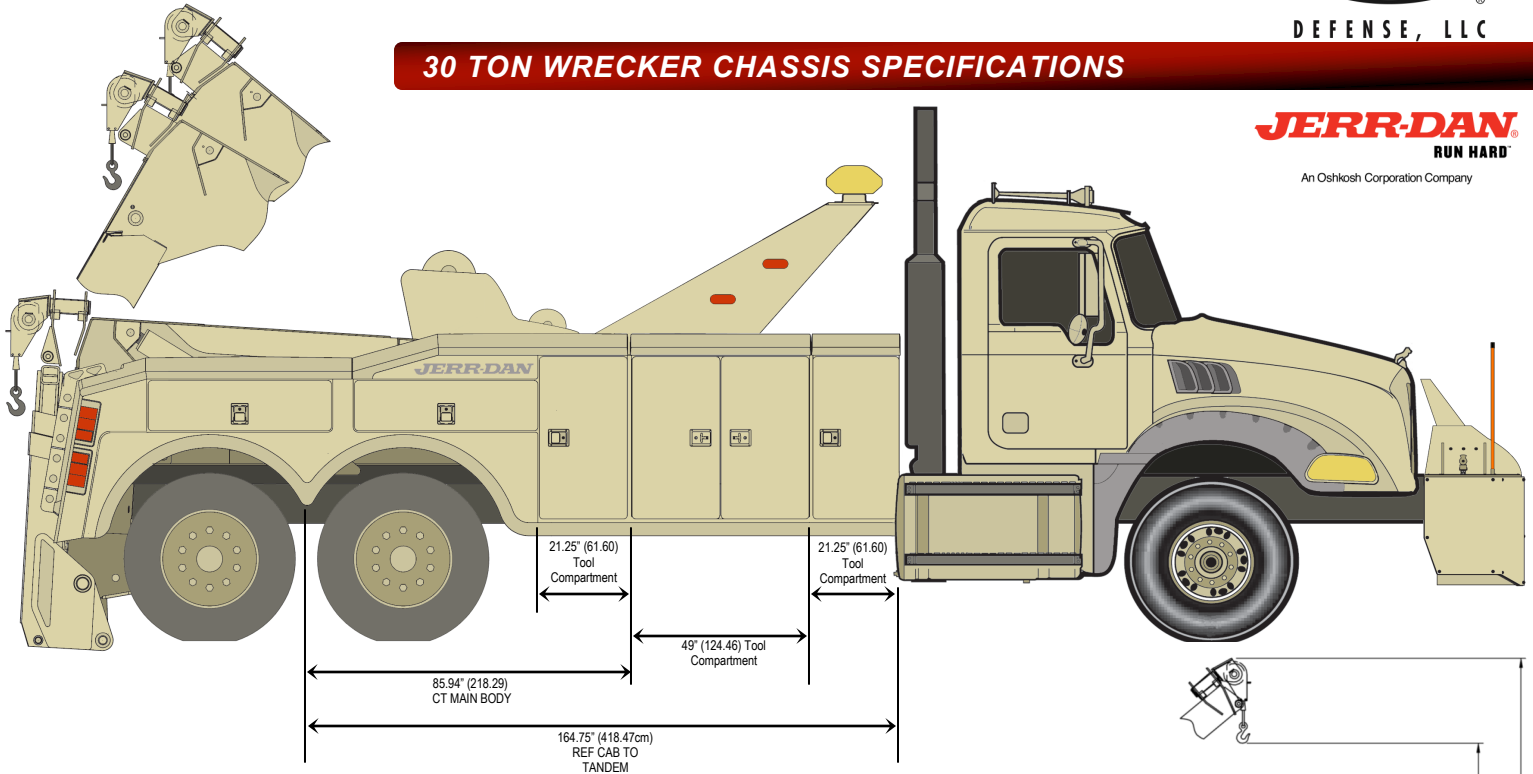 ®
DEFENSE, LLC
30 TON WRECKER CHASSIS SPECIFICATIONS
JERR-DAN®
RUN HARD™
An Oshkosh Corporation Company
JERR-DAN
21.25" (61.60)
Tool
Compartment
21.25" (61.60)
Tool
Compartment
49" (124.46) Tool
Compartment
85.94" (218.29)
CT MAIN BODY
164.75" (418.47cm)
REF CAB TO
TANDEM